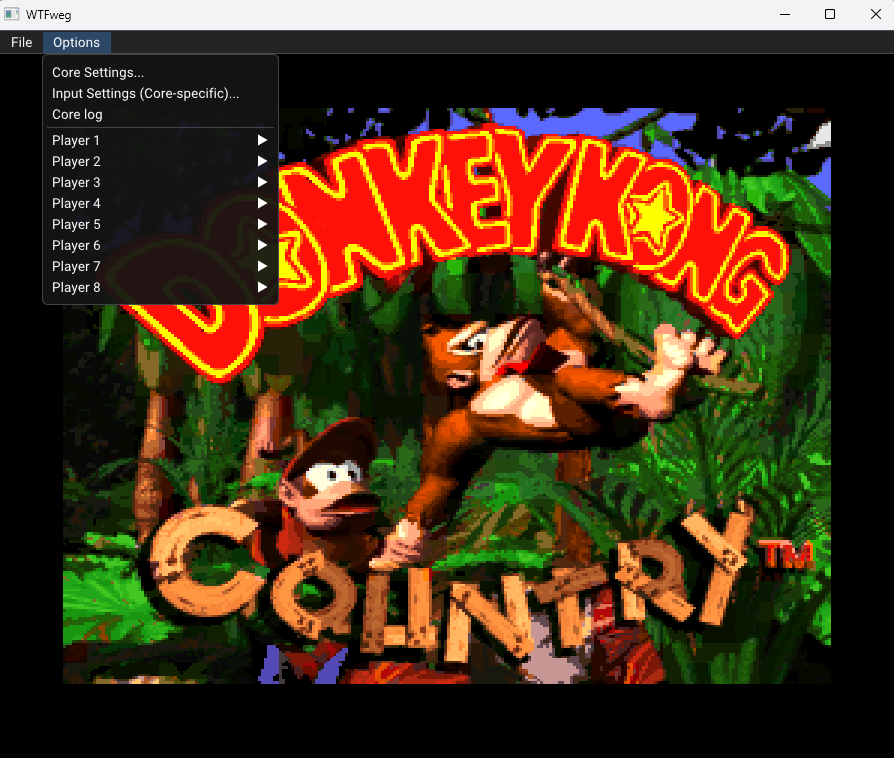 WTFweg
File Options
Core Settings...
Input Settings (Core-specific)...
Core log
Player 1
Player 2
Player 3
Player 4
Player 5
Player 6
Player 7
Player 8
DONKEY KONG
COUNTRY TM